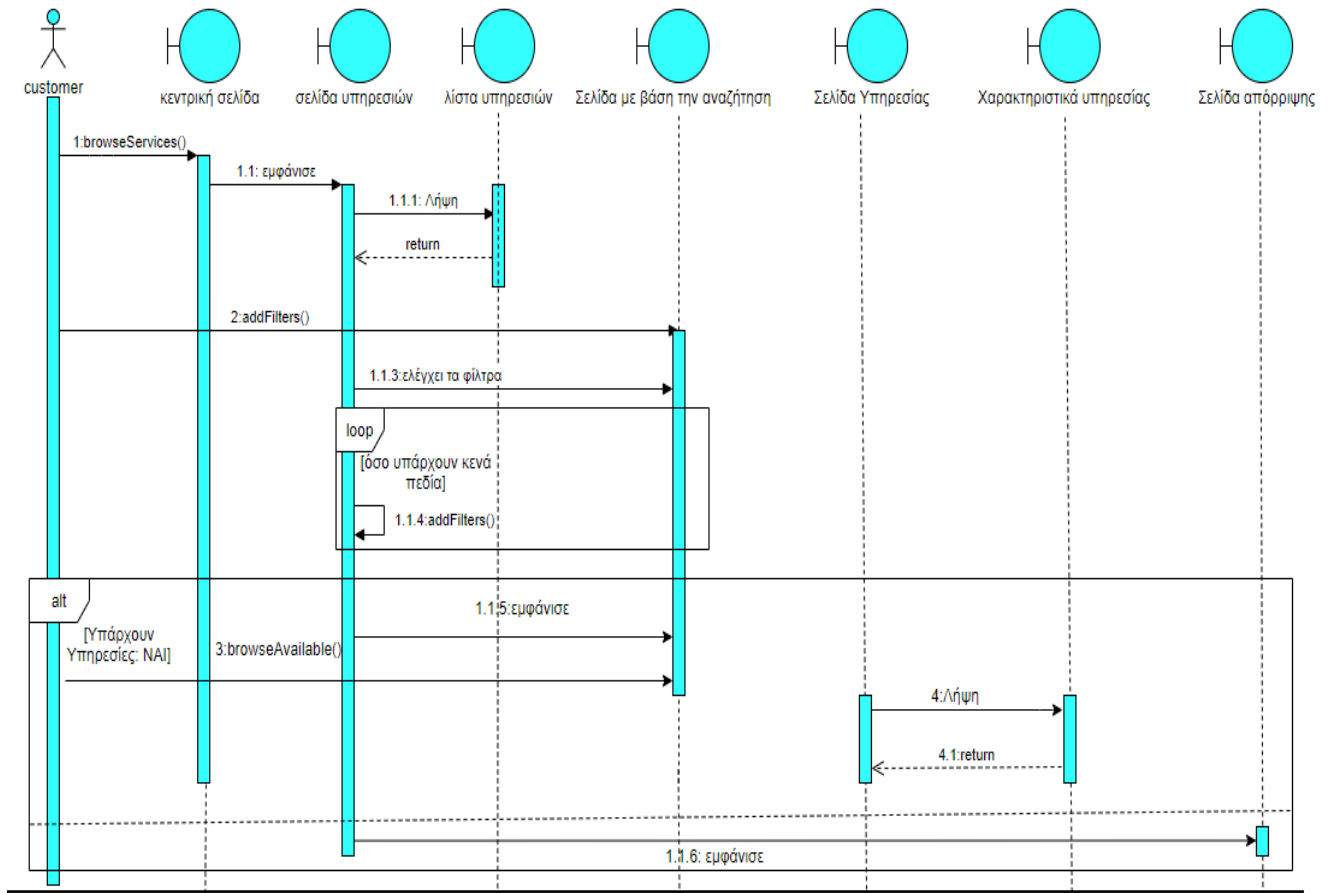 customer
κεντρική σελίδα
σελίδα υπηρεσιών
λίστα υπηρεσιών
Σελίδα με βάση την αναζήτηση
Σελίδα Υπηρεσίας
Χαρακτηριστικά υπηρεσίας
Σελίδα απόρριψης
1:browseServices()
1.1: εμφάνισε
1.1.1: Λήψη
return
2:addFilters()
1.1.3:ελέγχει τα φίλτρα
loop
[όσο υπάρχουν κενά
πεδία]
1.1.4:addFilters()
alt
1.1.5:εμφάνισε
[Υπάρχουν
Υπηρεσίες: ΝΑΙ]
3:browseAvailable()
4:Λήψη
4.1:return
1.1.6: εμφάνισε